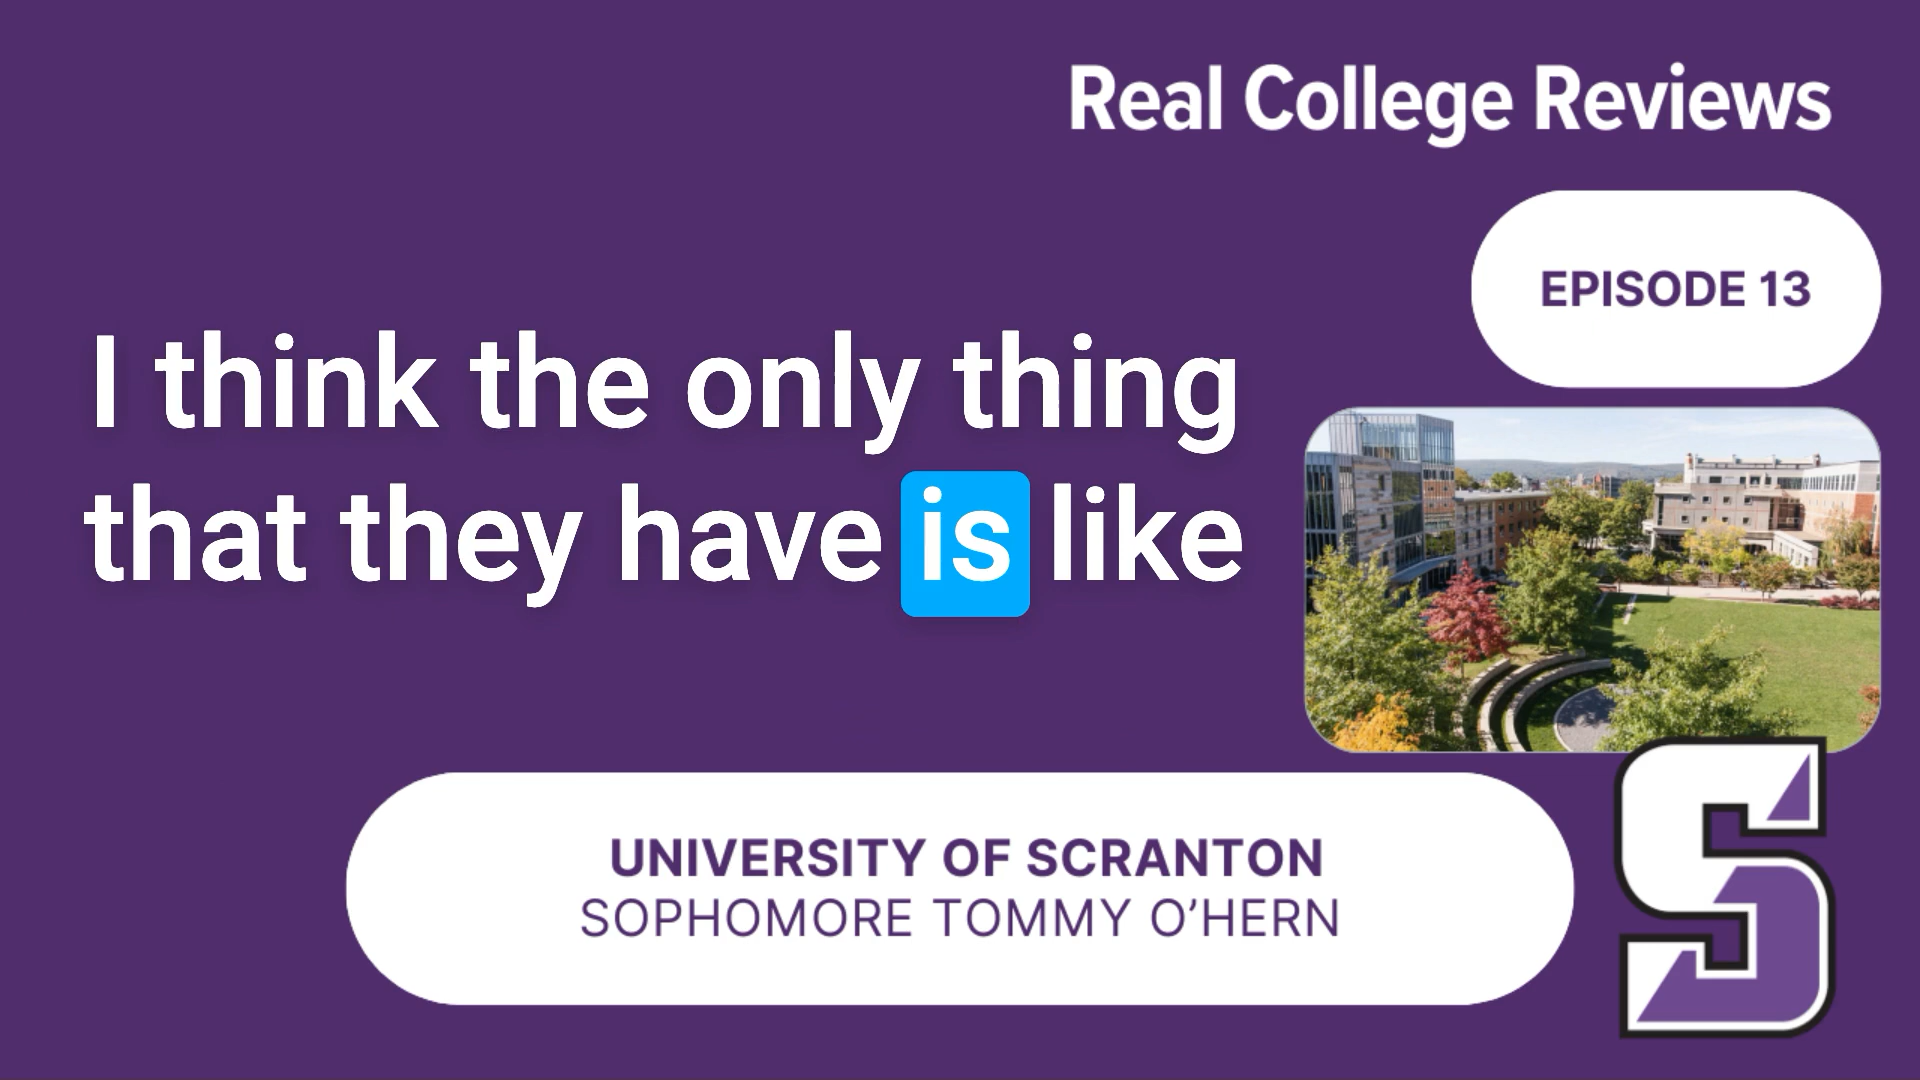 Real College Reviews
EPISODE 13
I think the only thing
that they have is like
UNIVERSITY OF SCRANTON
SOPHOMORE TOMMY O’HERN
S